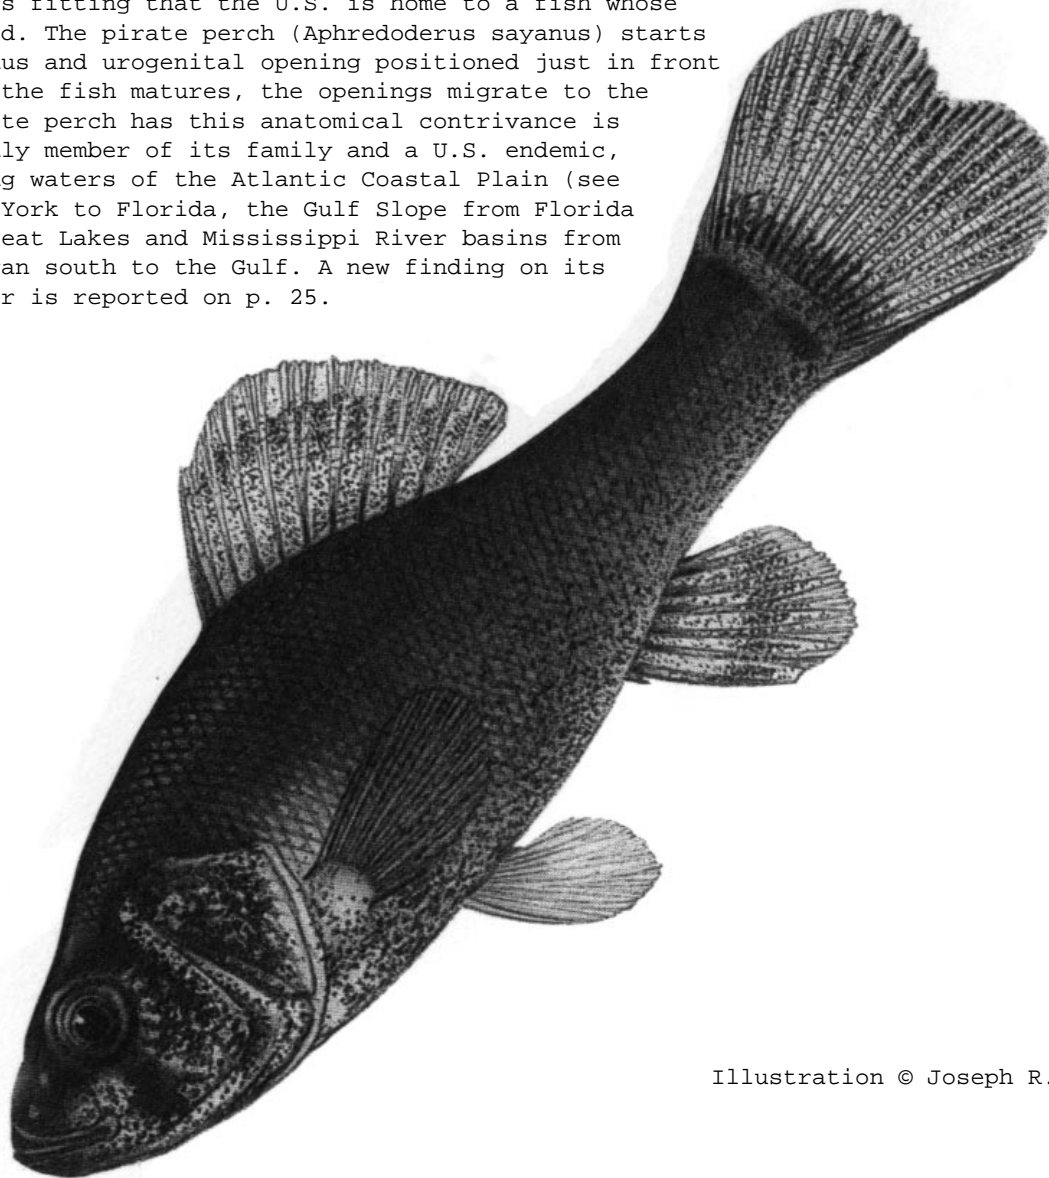 s fitting that the U.S. is home to a fish whose
d. The pirate perch (Aphredoderus sayanus) starts
us and urogenital opening positioned just in front
the fish matures, the openings migrate to the
te perch has this anatomical contrivance is
ly member of its family and a U.S. endemic,
g waters of the Atlantic Coastal Plain (see
York to Florida, the Gulf Slope from Florida
eat Lakes and Mississippi River basins from
an south to the Gulf. A new finding on its
r is reported on p. 25.
Illustration © Joseph R.